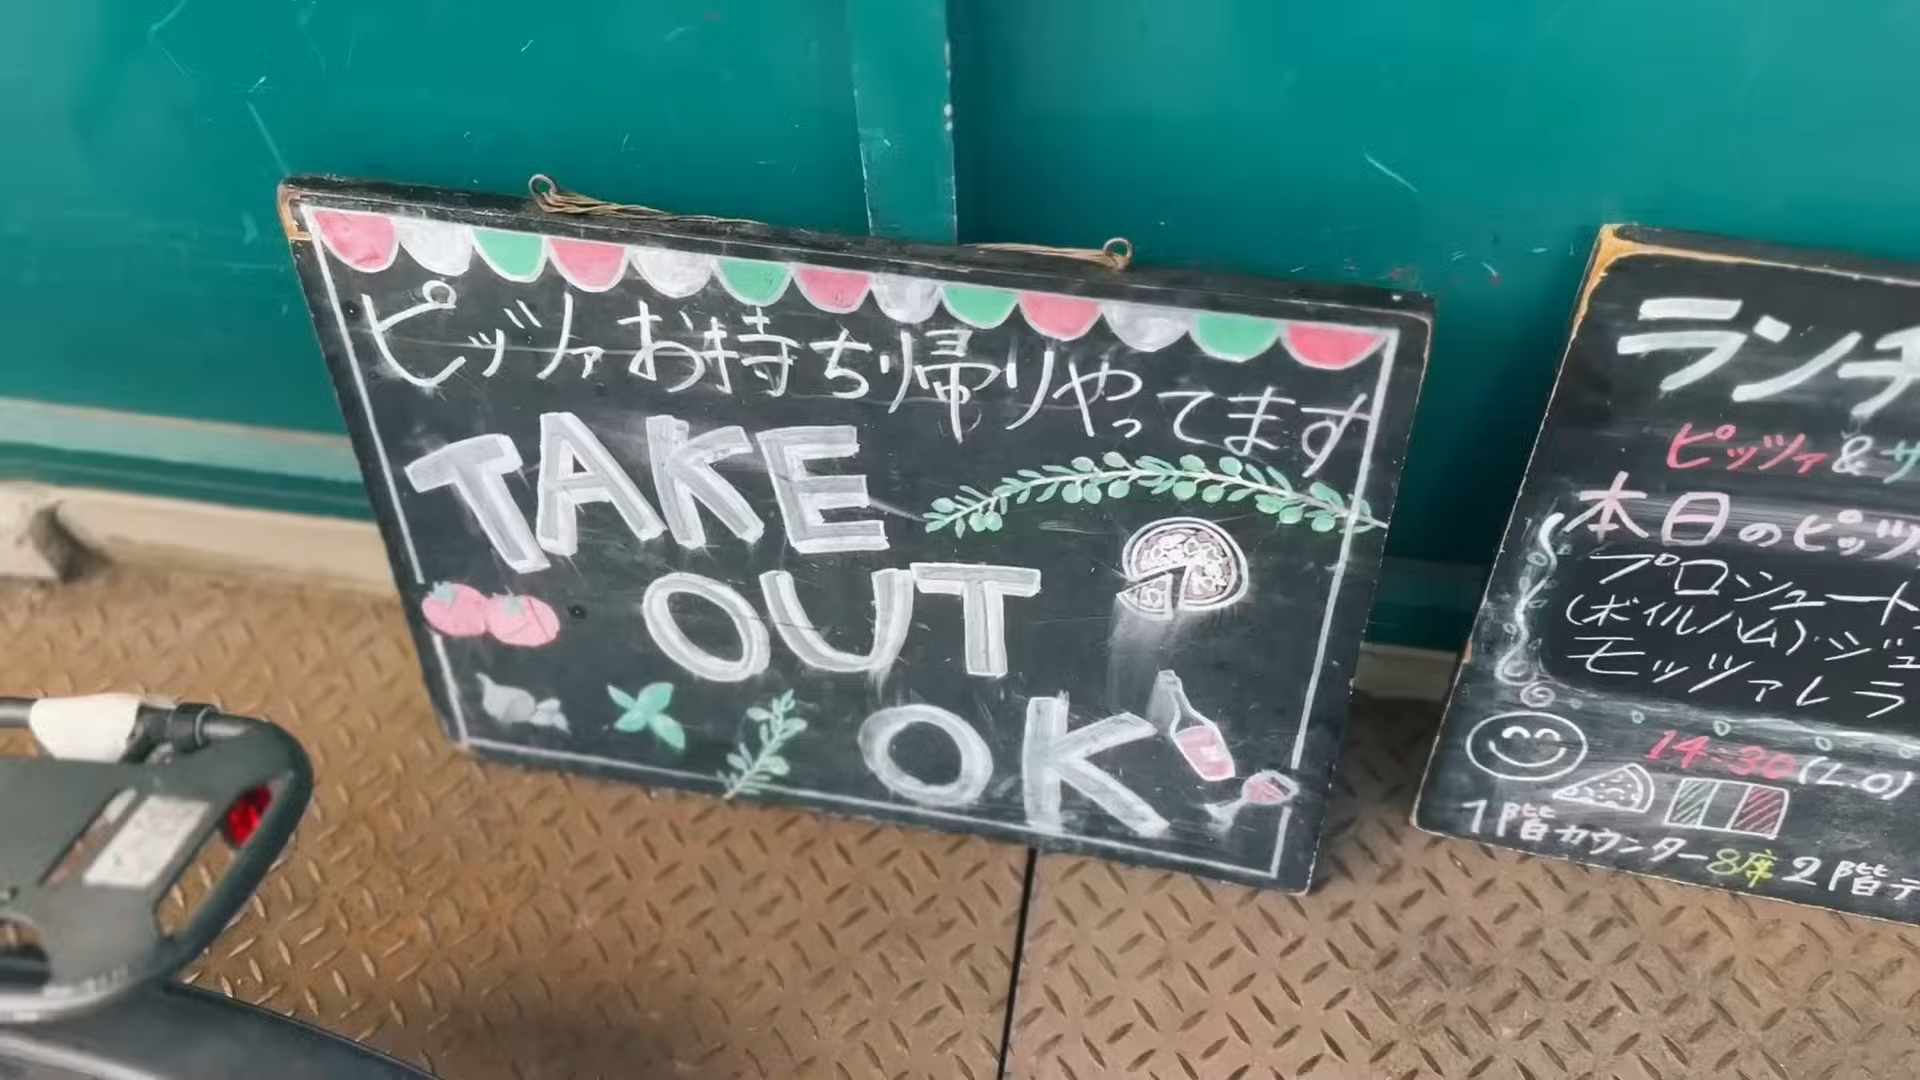 ピッツァお持ち帰りやってます
TAKE
OUT
OK
ランチ
ピッツァ&サ
本日のピッツ
プロシュート
(ボイルハム)・ジュ
モッツァレラ
14:30(L.O)
1階カウンター8席2階テ